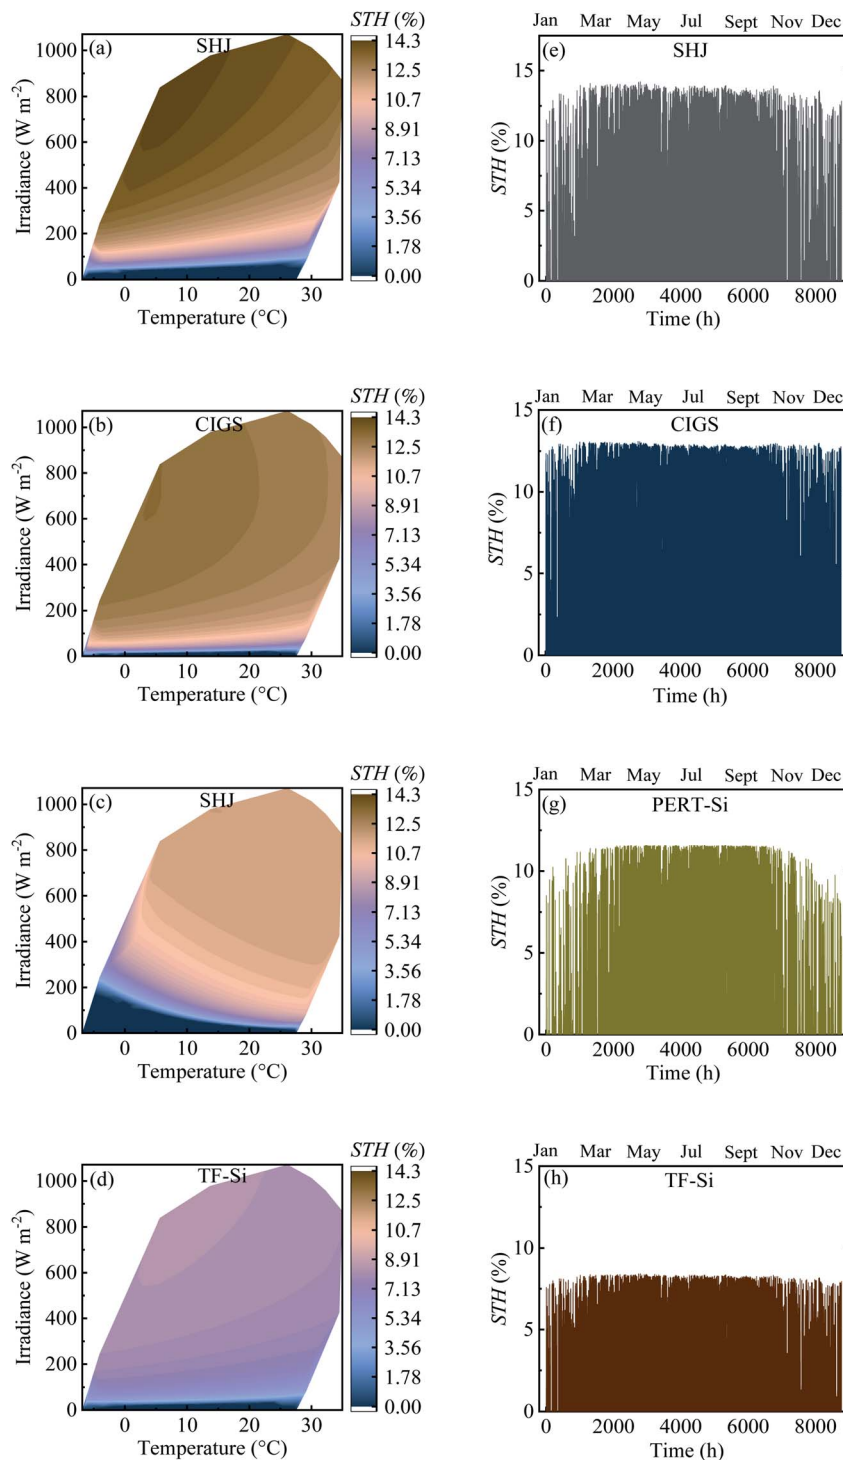 STH (%)
(a)
SHJ
1000
800
600
400
200
0
Irradiance (W m-2)
0
10
20
30
Temperature (°C)
14.3
12.5
10.7
8.91
7.13
5.34
3.56
1.78
0.00
Jan Mar May Jul Sept Nov Dec
(e)
SHJ
15
10
5
0
STH (%)
0 2000 4000 6000 8000
Time (h)
STH (%)
(b)
CIGS
1000
800
600
400
200
0
Irradiance (W m-2)
0
10
20
30
Temperature (°C)
14.3
12.5
10.7
8.91
7.13
5.34
3.56
1.78
0.00
Jan Mar May Jul Sept Nov Dec
(f)
CIGS
15
10
5
0
STH (%)
0 2000 4000 6000 8000
Time (h)
STH (%)
(c)
SHJ
1000
800
600
400
200
0
Irradiance (W m-2)
0
10
20
30
Temperature (°C)
14.3
12.5
10.7
8.91
7.13
5.34
3.56
1.78
0.00
Jan Mar May Jul Sept Nov Dec
(g)
PERT-Si
15
10
5
0
STH (%)
0 2000 4000 6000 8000
Time (h)
STH (%)
(d)
TF-Si
1000
800
600
400
200
0
Irradiance (W m-2)
0
10
20
30
Temperature (°C)
14.3
12.5
10.7
8.91
7.13
5.34
3.56
1.78
0.00
Jan Mar May Jul Sept Nov Dec
(h)
TF-Si
15
10
5
0
STH (%)
0 2000 4000 6000 8000
Time (h)